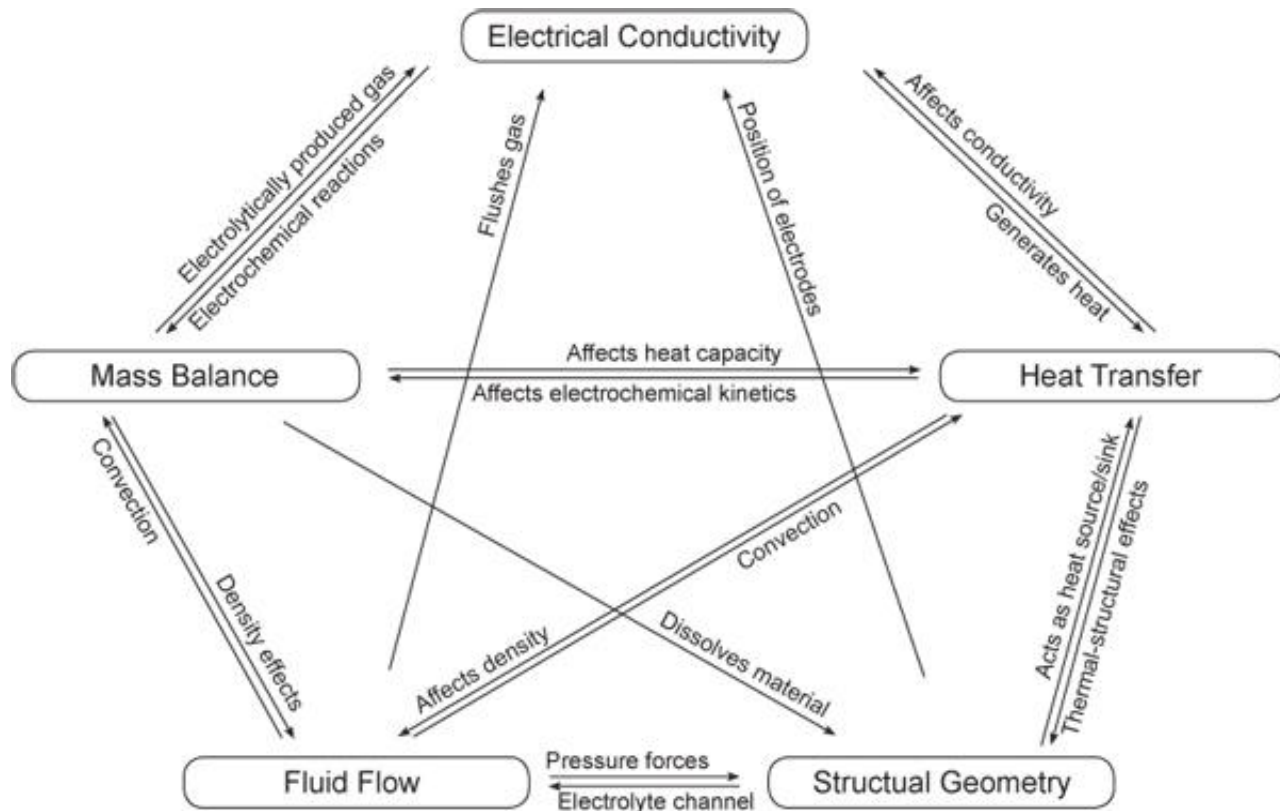 Electrical Conductivity
Electrolytically produced gas
Electrochemical reactions
Flushes gas
Position of electrodes
Affects conductivity
Generates heat
Mass Balance
Affects heat capacity
Affects electrochemical kinetics
Heat Transfer
Convection
Density effects
Affects density
Convection
Dissolves material
Acts as heat source/sink
Thermal-structural effects
Fluid Flow
Pressure forces
Electrolyte channel
Structual Geometry